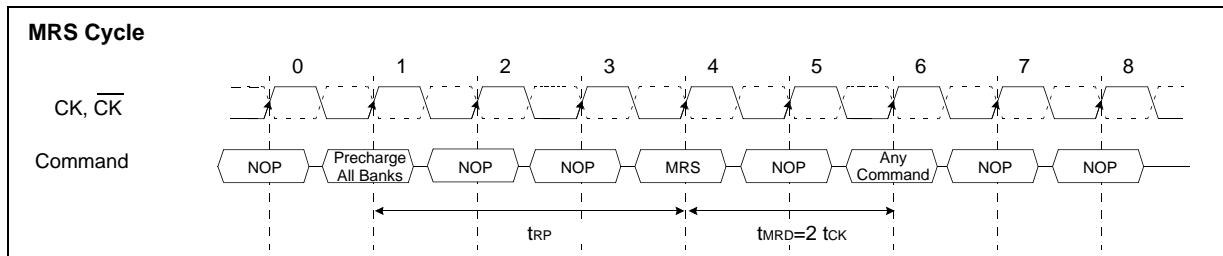 MRS Cycle
0 1 2 3 4 5 6 7 8
CK, C̅K̅
Command
NOP Precharge All Banks NOP NOP MRS NOP Any Command NOP NOP
tRP tMRD=2 tCK